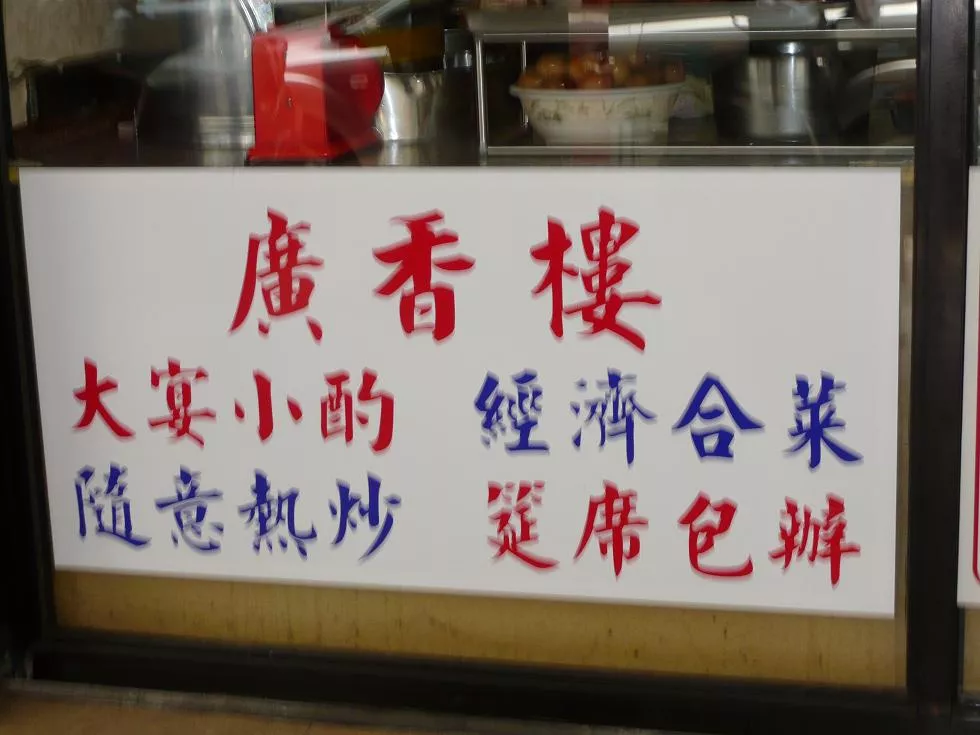 廣香樓
大宴小酌 經濟合菜
隨意熱炒 筵席包辦